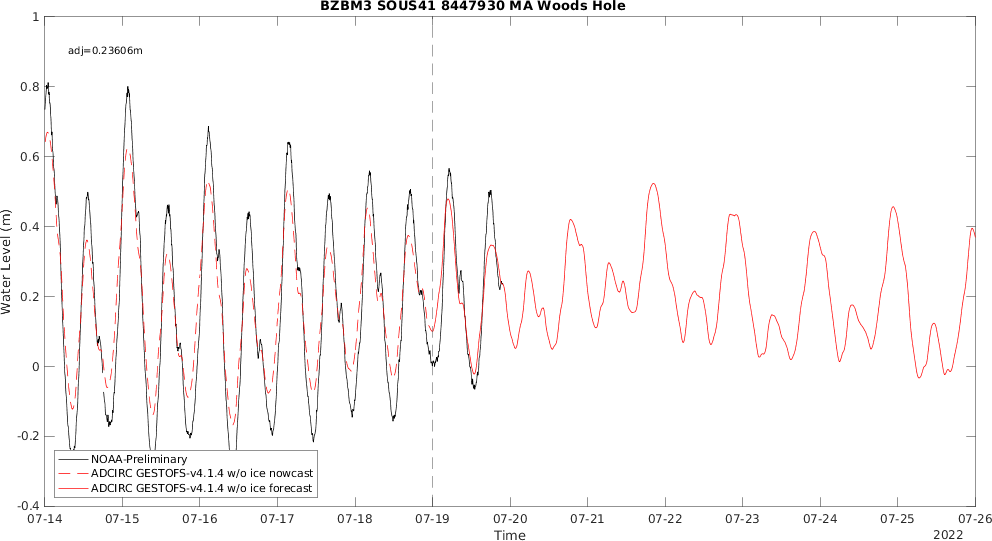 BZBM3 SOUS41 8447930 MA Woods Hole
adj=0.23606m
Water Level (m)
1
0.8
0.6
0.4
0.2
0
-0.2
-0.4
NOAA-Preliminary
ADCIRC GESTOFS-v4.1.4 w/o ice nowcast
ADCIRC GESTOFS-v4.1.4 w/o ice forecast
07-14 07-15 07-16 07-17 07-18 07-19 07-20 07-21 07-22 07-23 07-24 07-25 07-26
Time
2022